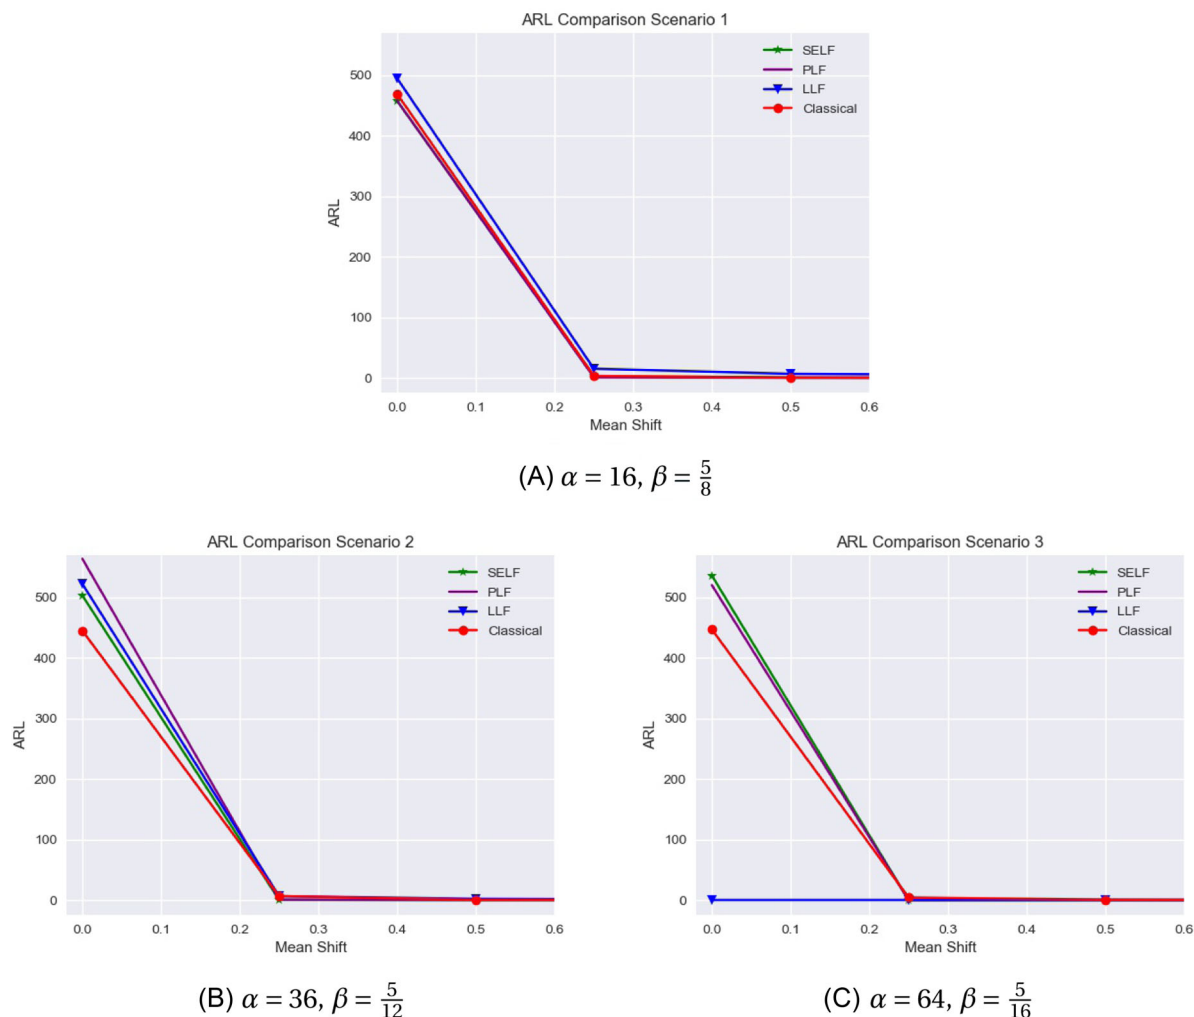 ARL Comparison Scenario 1
SELF
PLF
LLF
Classical
500
400
300
200
100
0
ARL
0.0 0.1 0.2 0.3 0.4 0.5 0.6
Mean Shift
(A) α = 16, β = 5/8
ARL Comparison Scenario 2
SELF
PLF
LLF
Classical
500
400
300
200
100
0
ARL
0.0 0.1 0.2 0.3 0.4 0.5 0.6
Mean Shift
(B) α = 36, β = 5/12
ARL Comparison Scenario 3
SELF
PLF
LLF
Classical
500
400
300
200
100
0
ARL
0.0 0.1 0.2 0.3 0.4 0.5 0.6
Mean Shift
(C) α = 64, β = 5/16